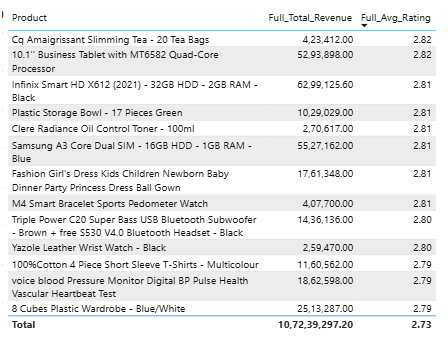 Product Full_Total_Revenue Full_Avg_Rating
Cq Amaigrissant Slimming Tea - 20 Tea Bags 4,23,412.00 2.82
10.1'' Business Tablet with MT6582 Quad-Core 52,93,898.00 2.82
Processor
Infinix Smart HD X612 (2021) - 32GB HDD - 2GB RAM - 62,99,125.60 2.81
Black
Plastic Storage Bowl - 17 Pieces Green 10,29,029.00 2.81
Clere Radiance Oil Control Toner - 100ml 2,70,617.00 2.81
Samsung A3 Core Dual SIM - 16GB HDD - 1GB RAM - 55,27,162.00 2.81
Blue
Fashion Girl's Dress Kids Children Newborn Baby 17,61,348.00 2.81
Dinner Party Princess Dress Ball Gown
M4 Smart Bracelet Sports Pedometer Watch 4,07,700.00 2.81
Triple Power C20 Super Bass USB Bluetooth Subwoofer 14,36,136.00 2.80
- Brown + free S530 V4.0 Bluetooth Headset - Black
Yazole Leather Wrist Watch - Black 2,59,470.00 2.80
100%Cotton 4 Piece Short Sleeve T-Shirts - Multicolour 11,60,562.00 2.79
voice blood Pressure Monitor Digital BP Pulse Health 18,62,598.00 2.79
Vascular Heartbeat Test
8 Cubes Plastic Wardrobe - Blue/White 25,13,287.00 2.79
Total 10,72,39,297.20 2.73